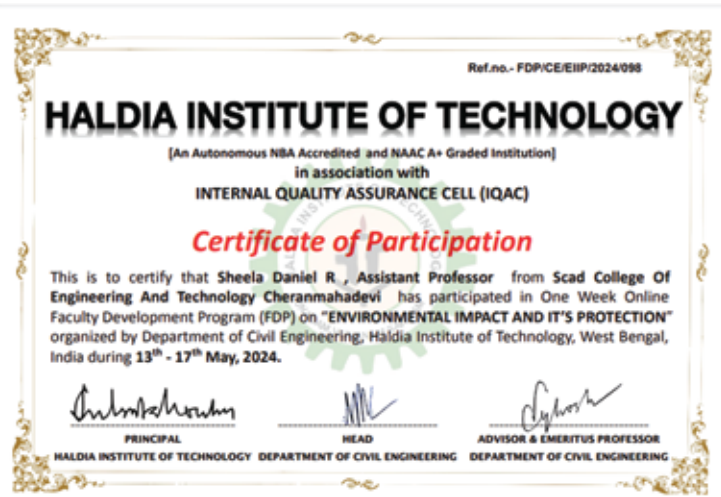 Ref.no.- FDP/CE/EIIP/2024/098
HALDIA INSTITUTE OF TECHNOLOGY
[An Autonomous NBA Accredited and NAAC A+ Graded Institution]
in association with
INTERNAL QUALITY ASSURANCE CELL (IQAC)
Certificate of Participation
This is to certify that Sheela Daniel R , Assistant Professor from Scad College Of
Engineering And Technology Cheranmahadevi has participated in One Week Online
Faculty Development Program (FDP) on "ENVIRONMENTAL IMPACT AND IT'S PROTECTION"
organized by Department of Civil Engineering, Haldia Institute of Technology, West Bengal,
India during 13th - 17th May, 2024.
PRINCIPAL HEAD ADVISOR & EMERITUS PROFESSOR
HALDIA INSTITUTE OF TECHNOLOGY DEPARTMENT OF CIVIL ENGINEERING DEPARTMENT OF CIVIL ENGINEERING